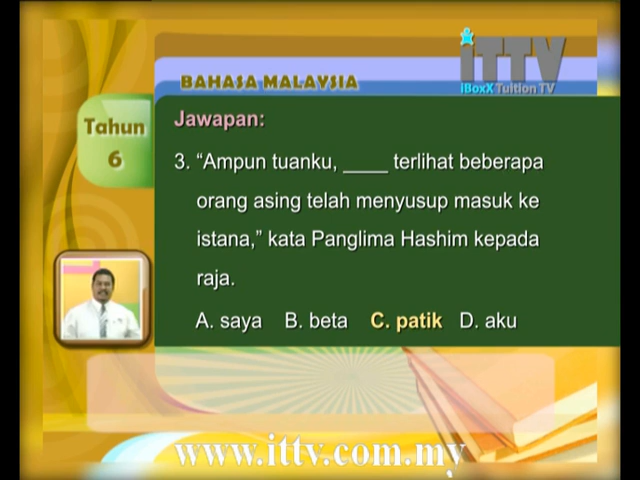 iTTV
iBoxX Tuition TV
BAHASA MALAYSIA
Tahun
6
Jawapan:
3. “Ampun tuanku, ____ terlihat beberapa
orang asing telah menyusup masuk ke
istana,” kata Panglima Hashim kepada
raja.
A. saya B. beta C. patik D. aku
www.ittv.com.my